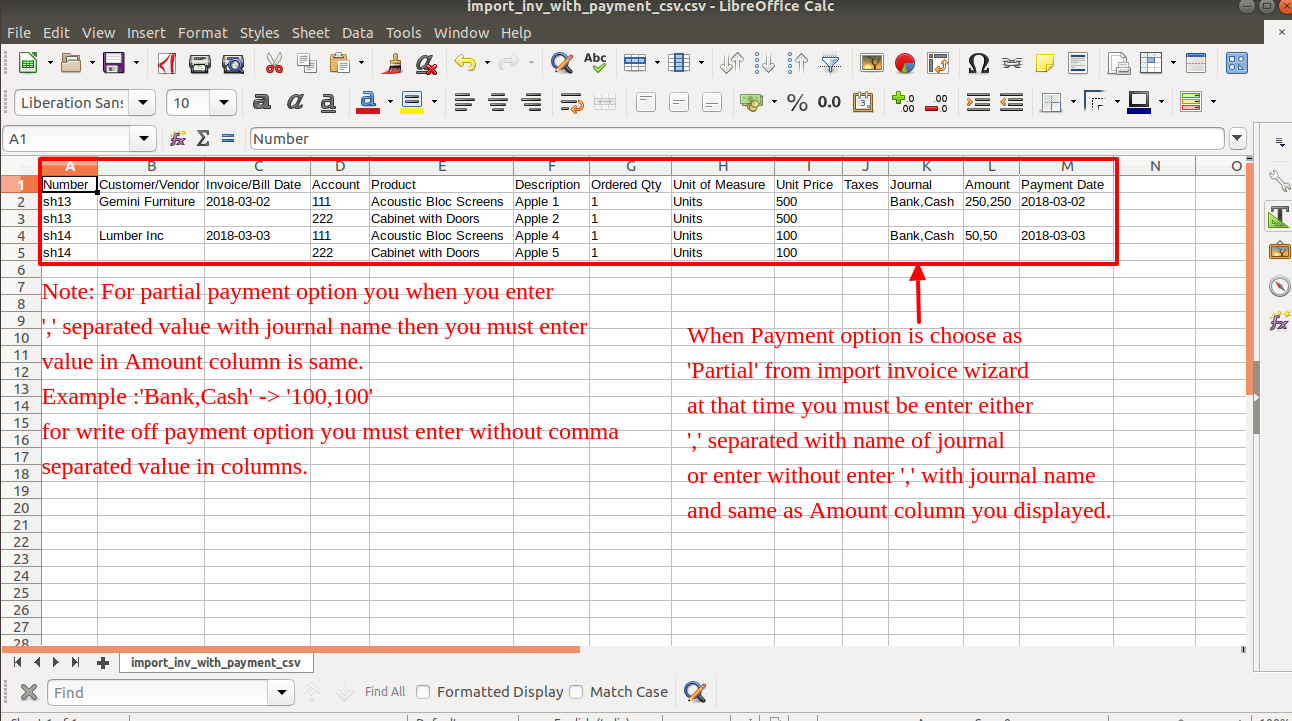 import_inv_with_payment_csv.csv - LibreOffice Calc
File Edit View Insert Format Styles Sheet Data Tools Window Help
Liberation Sans 10
A1 Number
A B C D E F G H I J K L M N O
1 Number Customer/Vendor Invoice/Bill Date Account Product Description Ordered Qty Unit of Measure Unit Price Taxes Journal Amount Payment Date
2 sh13 Gemini Furniture 2018-03-02 111 Acoustic Bloc Screens Apple 1 1 Units 500 Bank,Cash 250,250 2018-03-02
3 sh13 222 Cabinet with Doors Apple 2 1 Units 500
4 sh14 Lumber Inc 2018-03-03 111 Acoustic Bloc Screens Apple 4 1 Units 100 Bank,Cash 50,50 2018-03-03
5 sh14 222 Cabinet with Doors Apple 5 1 Units 100
6
7
8
9
10
11
12
13
14
15
16
17
18
19
20
21
22
23
24
25
26
27
28
Note: For partial payment option you when you enter
',' separated value with journal name then you must enter
value in Amount column is same.
Example :'Bank,Cash' -> '100,100'
for write off payment option you must enter without comma
separated value in columns.
When Payment option is choose as
'Partial' from import invoice wizard
at that time you must be enter either
',' separated with name of journal
or enter without enter ',' with journal name
and same as Amount column you displayed.
import_inv_with_payment_csv
Find Find All Formatted Display Match Case